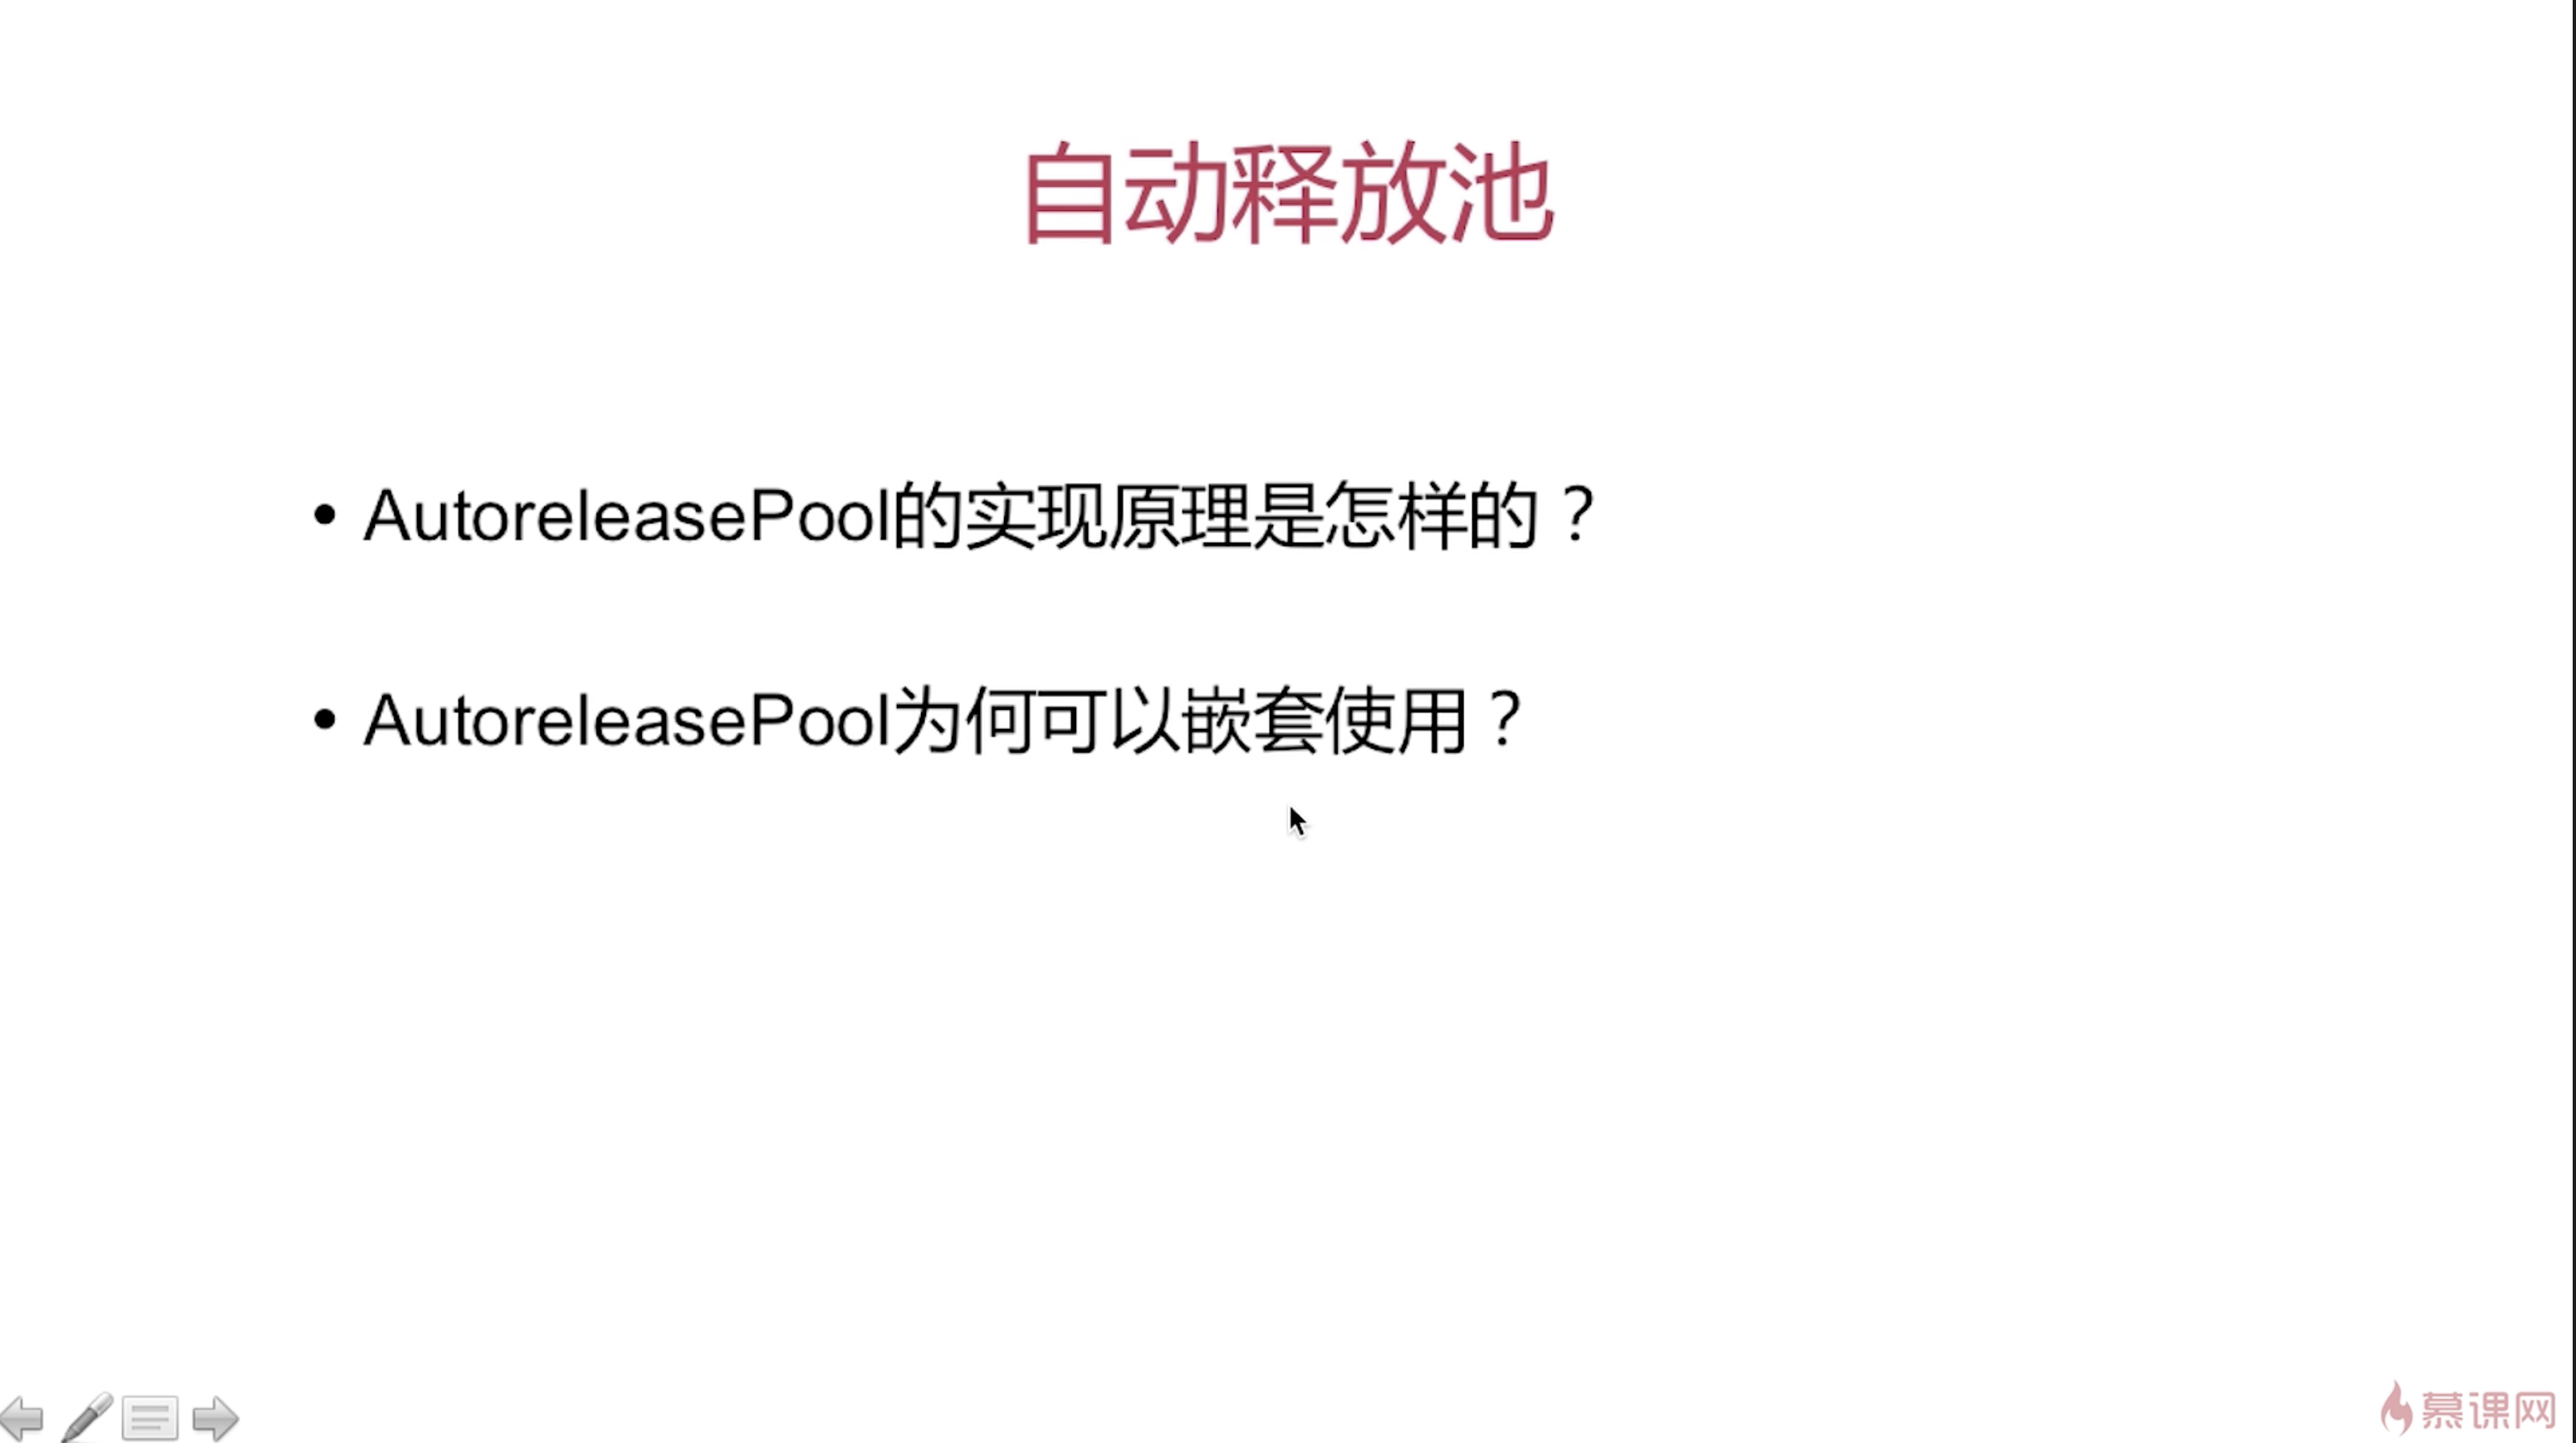 自动释放池
• AutoreleasePool的实现原理是怎样的？
• AutoreleasePool为何可以嵌套使用？
慕课网